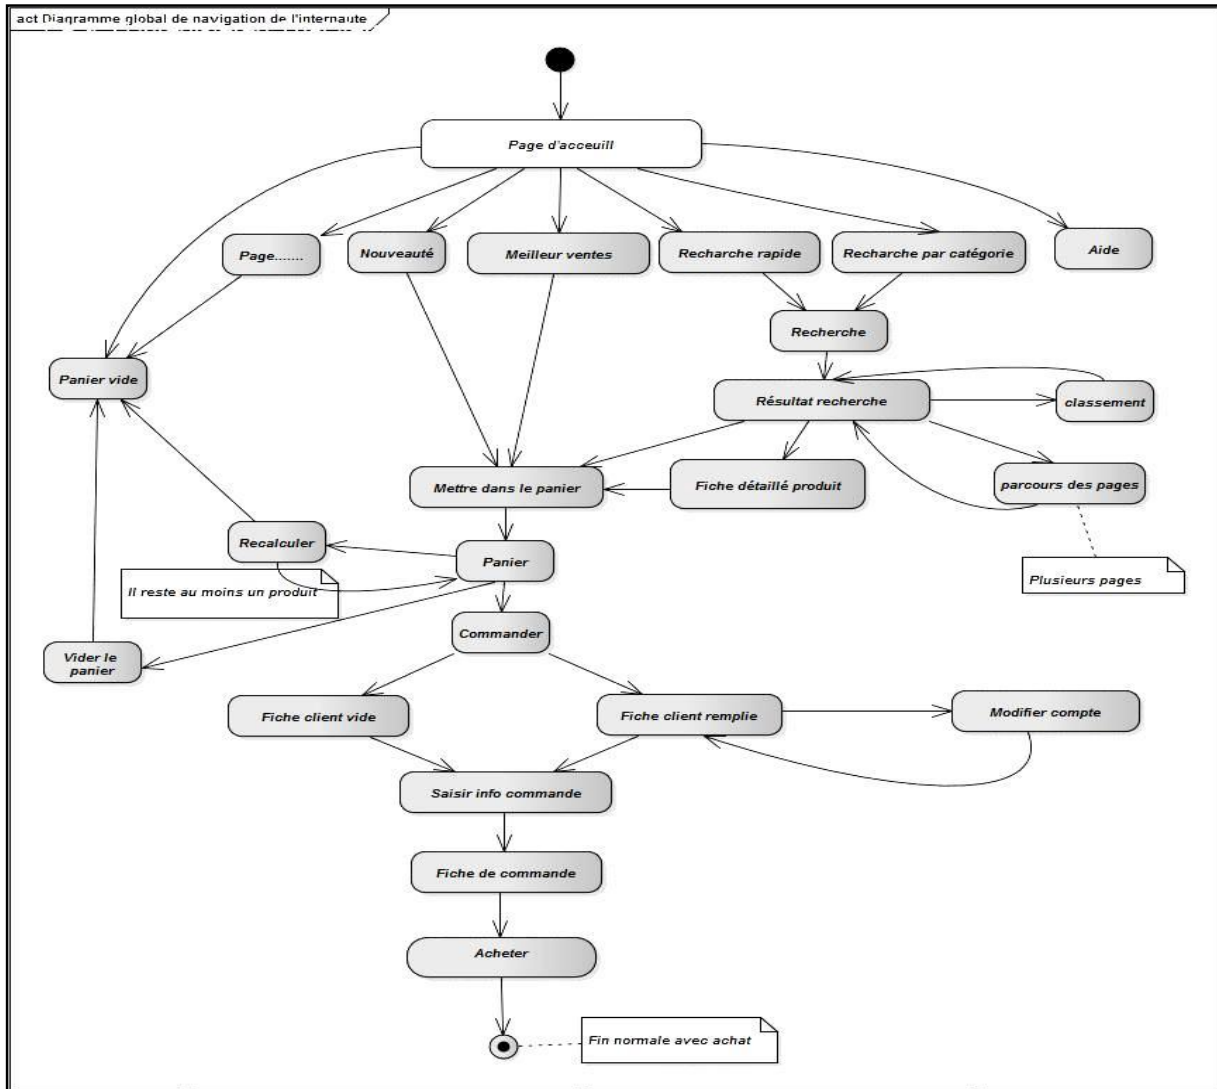 act Diagramme global de navigation de l'internaute
Page d'acceuill
Page.......
Nouveauté
Meilleur ventes
Recharche rapide
Recharche par catégorie
Aide
Recherche
Panier vide
Résultat recherche
classement
Mettre dans le panier
Fiche détaillé produit
parcours des pages
Recalculer
Panier
Plusieurs pages
Il reste au moins un produit
Commander
Vider le
panier
Fiche client vide
Fiche client remplie
Modifier compte
Saisir info commande
Fiche de commande
Acheter
Fin normale avec achat